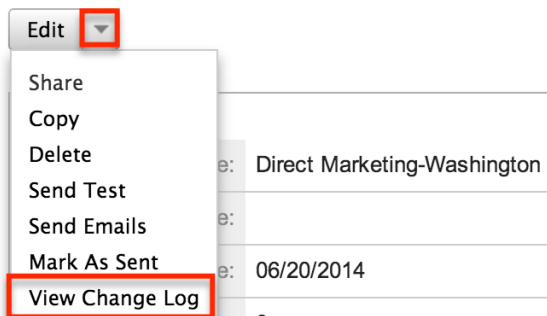 Edit
Share
Copy
Delete
Send Test
Send Emails
Mark As Sent
View Change Log
e: Direct Marketing-Washington
e:
e: 06/20/2014